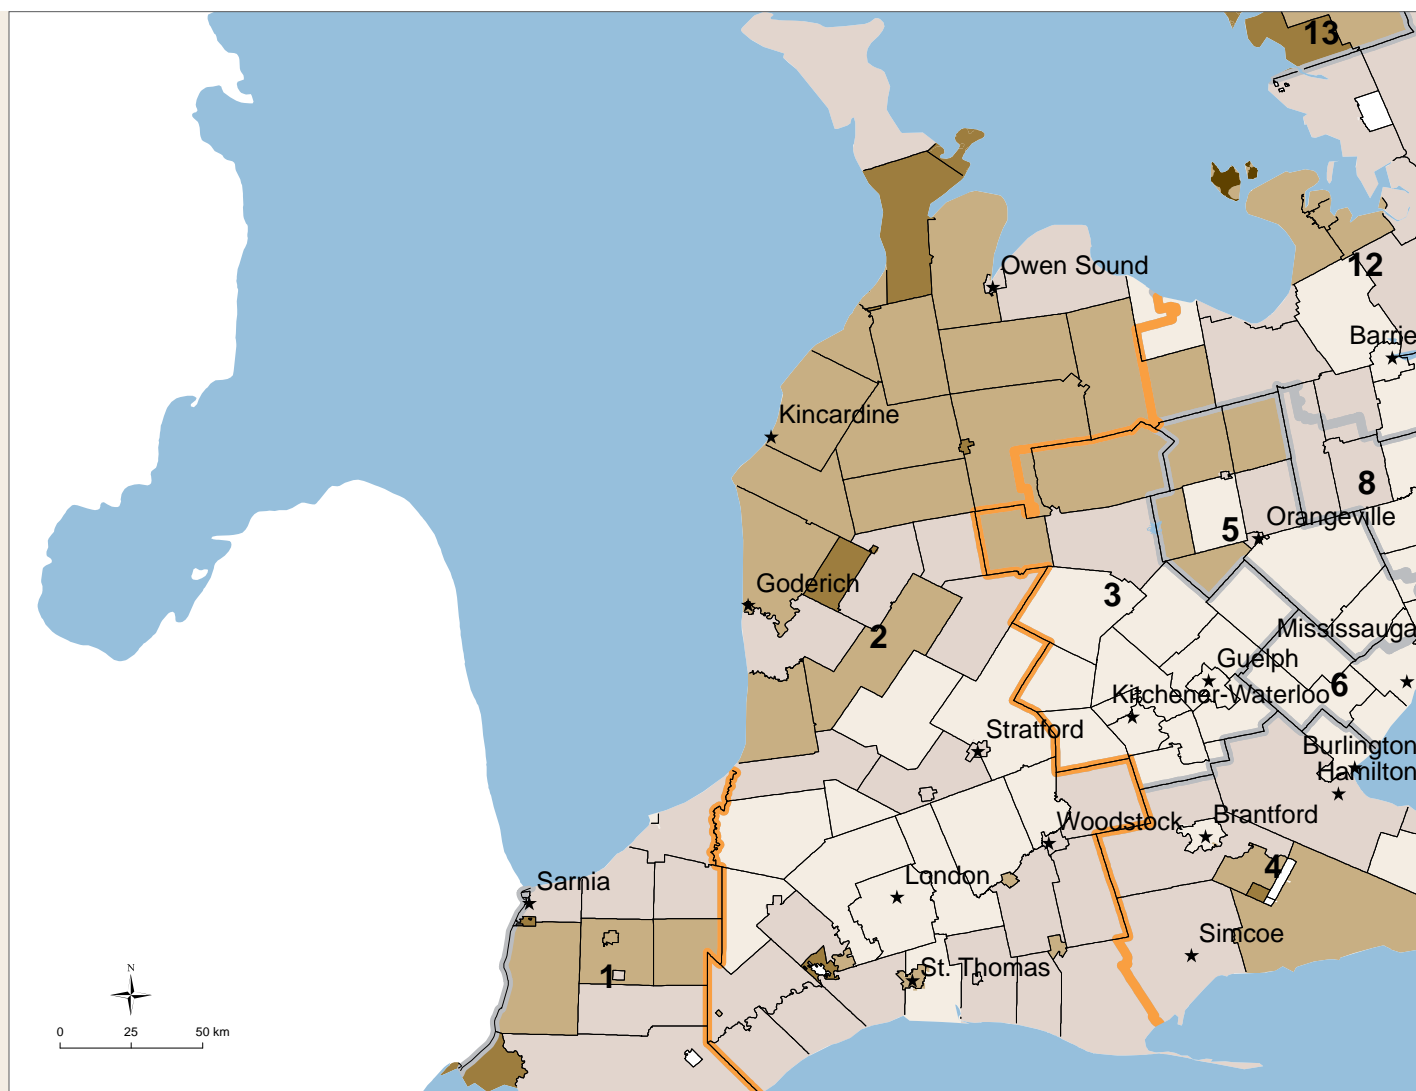 13
Owen Sound
12
Barrie
Kincardine
8
Orangeville
5
Goderich
3
Mississauga
2
Guelph
6
Kitchener-Waterloo
Stratford
Burlington
Hamilton
Woodstock
Brantford
Sarnia
London
4
Simcoe
St. Thomas
1
N
0 25 50 km